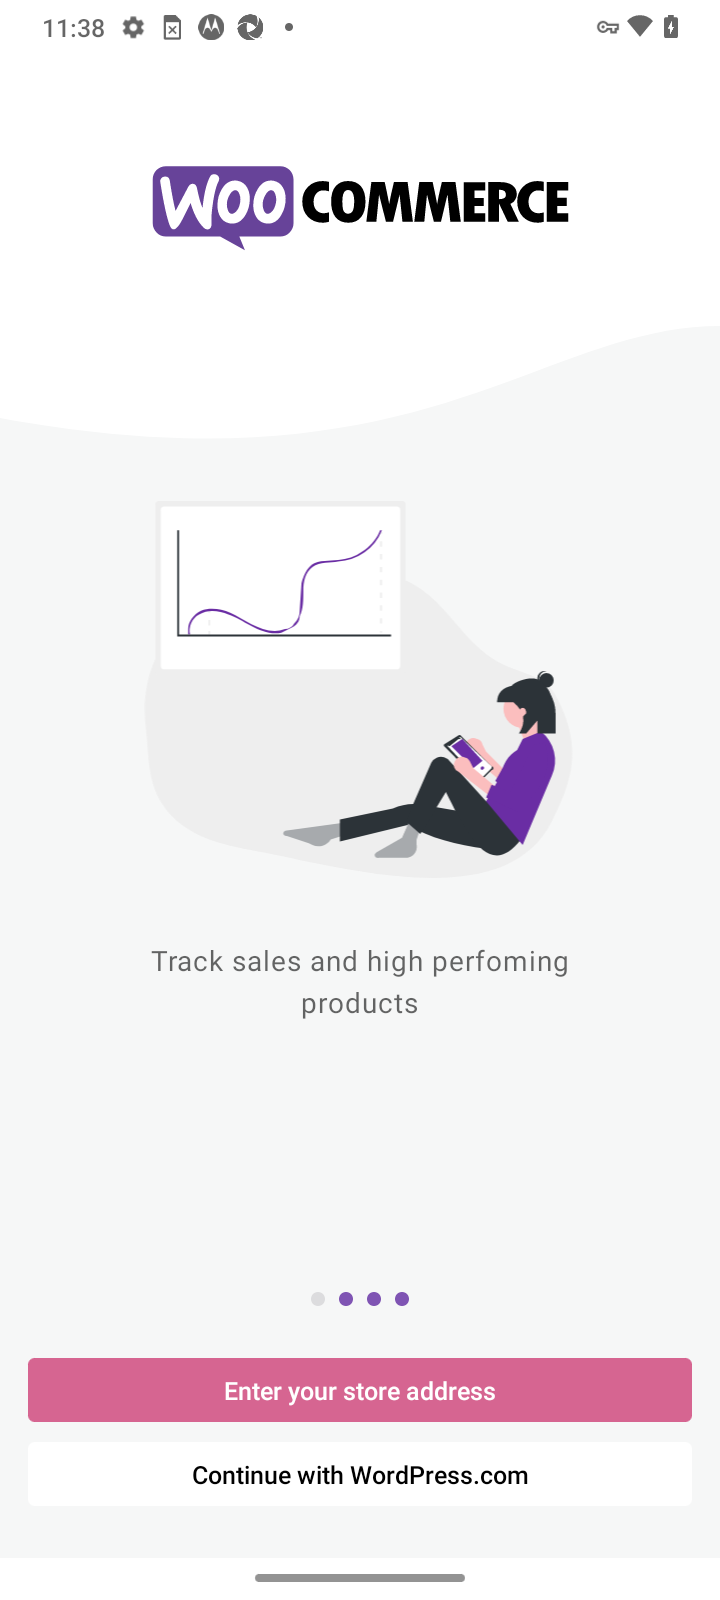 11:38
WOO COMMERCE
Track sales and high perfoming
products
Enter your store address
Continue with WordPress.com